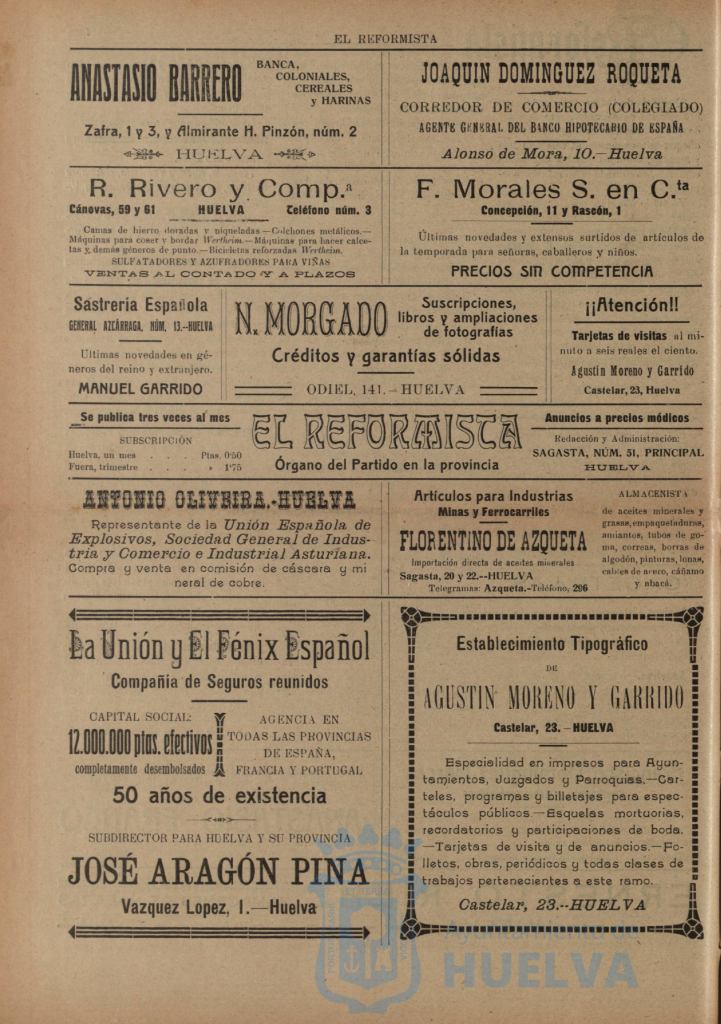 EL REFORMISTA
ANASTASIO BARRERO
BANCA,
COLONIALES,
CEREALES
y HARINAS
Zafra, 1 y 3, y Almirante H. Pinzón, núm. 2
HUELVA
JOAQUIN DOMINGUEZ ROQUETA
CORREDOR DE COMERCIO (COLEGIADO)
AGENTE GENERAL DEL BANCO HIPOTECARIO DE ESPAÑA
Alonso de Mora, 10.—Huelva
R. Rivero y Comp.ª
Cánovas, 59 y 61 HUELVA Teléfono núm. 3
Camas de hierro doradas y niqueladas—Colchones metálicos.—
Máquinas para coser y bordar Wertheim.—Máquinas para hacer calce-
tas y demás géneros de punto.—Bicicletas reforzadas Wertheim.
SULFATADORES Y AZUFRADORES PARA VIÑAS
VENTAS AL CONTADO Y A PLAZOS
F. Morales S. en C.ta
Concepción, 11 y Rascón, 1
Últimas novedades y extensos surtidos de artículos de
la temporada para señoras, caballeros y niños.
PRECIOS SIN COMPETENCIA
Sastrería Española
GENERAL AZCÁRRAGA, NÚM. 13.--HUELVA
Ultimas novedades en gé-
neros del reino y extranjero.
MANUEL GARRIDO
N. MORGADO
Suscripciones,
libros y ampliaciones
de fotografías
Créditos y garantías sólidas
ODIEL, 141.—HUELVA
¡¡Atención!!
Tarjetas de visitas al mi-
nuto a seis reales el ciento.
Agustín Moreno y Garrido
Castelar, 23, Huelva
Se publica tres veces al mes
SUBSCRIPCIÓN
Huelva, un mes . . . Ptas. 0'50
Fuera, trimestre . . . » 1'75
EL REFORMISTA
Órgano del Partido en la provincia
Anuncios a precios módicos
Redacción y Administración:
SAGASTA, NÚM. 51, PRINCIPAL
HUELVA
ANTONIO OLIVEIRA.-HUELVA
Representante de la Unión Española de
Explosivos, Sociedad General de Indus-
tria y Comercio e Industrial Asturiana.
Compra y venta en comisión de cáscara y mi
neral de cobre.
Artículos para Industrias
Minas y Ferrocarriles
FLORENTINO DE AZQUETA
Importación directa de aceites minerales
Sagasta, 20 y 22.--HUELVA
Telegramas: Azqueta.-Teléfono, 296
ALMACENISTA
de aceites minerales y
grasas, empaquetaduras,
amiantos, tubos de go-
ma, correas, borras de
algodón, pinturas, lonas,
cables de acero, cáñamo
y abacá.
La Unión y El Fénix Español
Compañía de Seguros reunidos
CAPITAL SOCIAL:
12.000.000 ptas. efectivos
completamente desembolsados
AGENCIA EN
TODAS LAS PROVINCIAS
DE ESPAÑA,
FRANCIA Y PORTUGAL
50 años de existencia
SUBDIRECTOR PARA HUELVA Y SU PROVINCIA
JOSÉ ARAGÓN PINA
Vazquez Lopez, 1.—Huelva
Establecimiento Tipográfico
DE
AGUSTIN MORENO Y GARRIDO
Castelar, 23.-HUELVA
Especialidad en impresos para Ayun-
tamientos, Juzgados y Parroquias.—Car-
teles, programas y billetajes para espec-
táculos públicos.—Esquelas mortuorias,
recordatorios y participaciones de boda.
—Tarjetas de visita y de anuncios.—Fo-
lletos, obras, periódicos y todas clases de
trabajos pertenecientes a este ramo.
Castelar, 23.--HUELVA
Ayuntamiento de
HUELVA